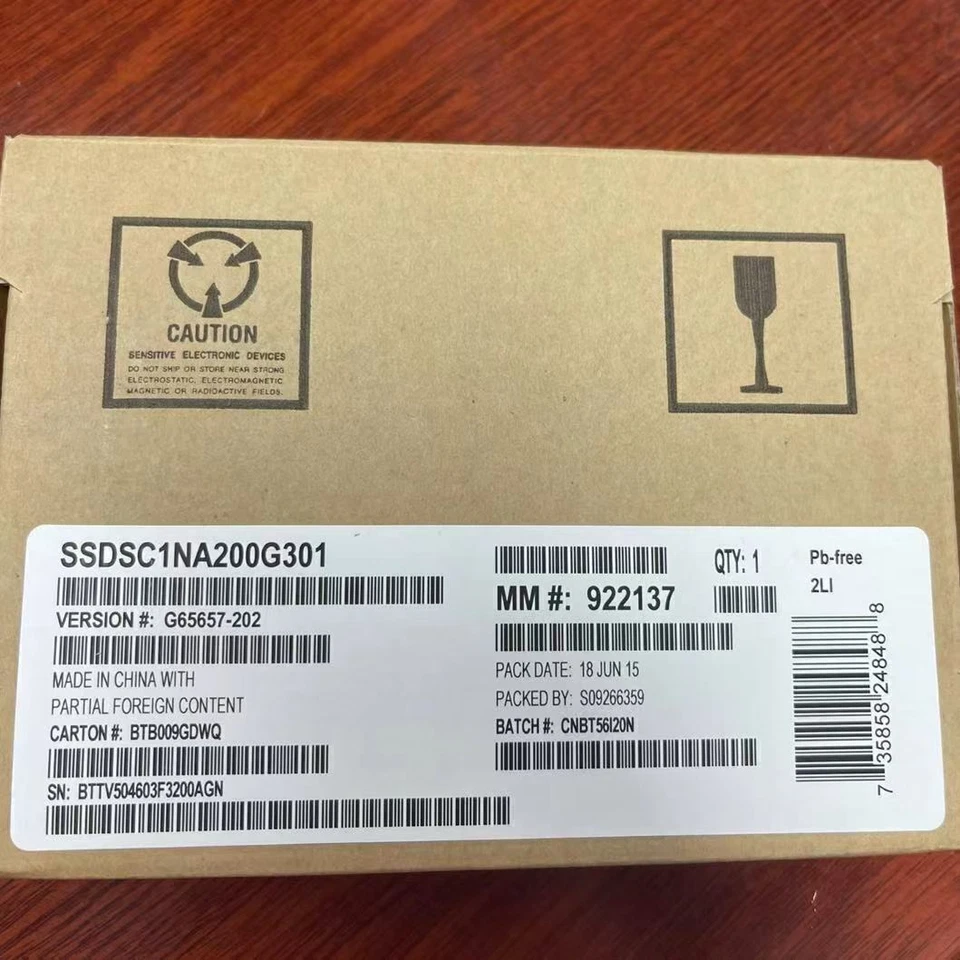 CAUTION
SENSITIVE ELECTRONIC DEVICES
DO NOT SHIP OR STORE NEAR STRONG
ELECTROSTATIC, ELECTROMAGNETIC
MAGNETIC OR RADIOACTIVE FIELDS.
SSDSC1NA200G301
VERSION #: G65657-202
MADE IN CHINA WITH
PARTIAL FOREIGN CONTENT
CARTON #: BTB009GDWQ
SN: BTTV504603F3200AGN
MM #: 922137
PACK DATE: 18 JUN 15
PACKED BY: S09266359
BATCH #: CNBT56I20N
QTY: 1
Pb-free
2LI
7 35858 24848 8